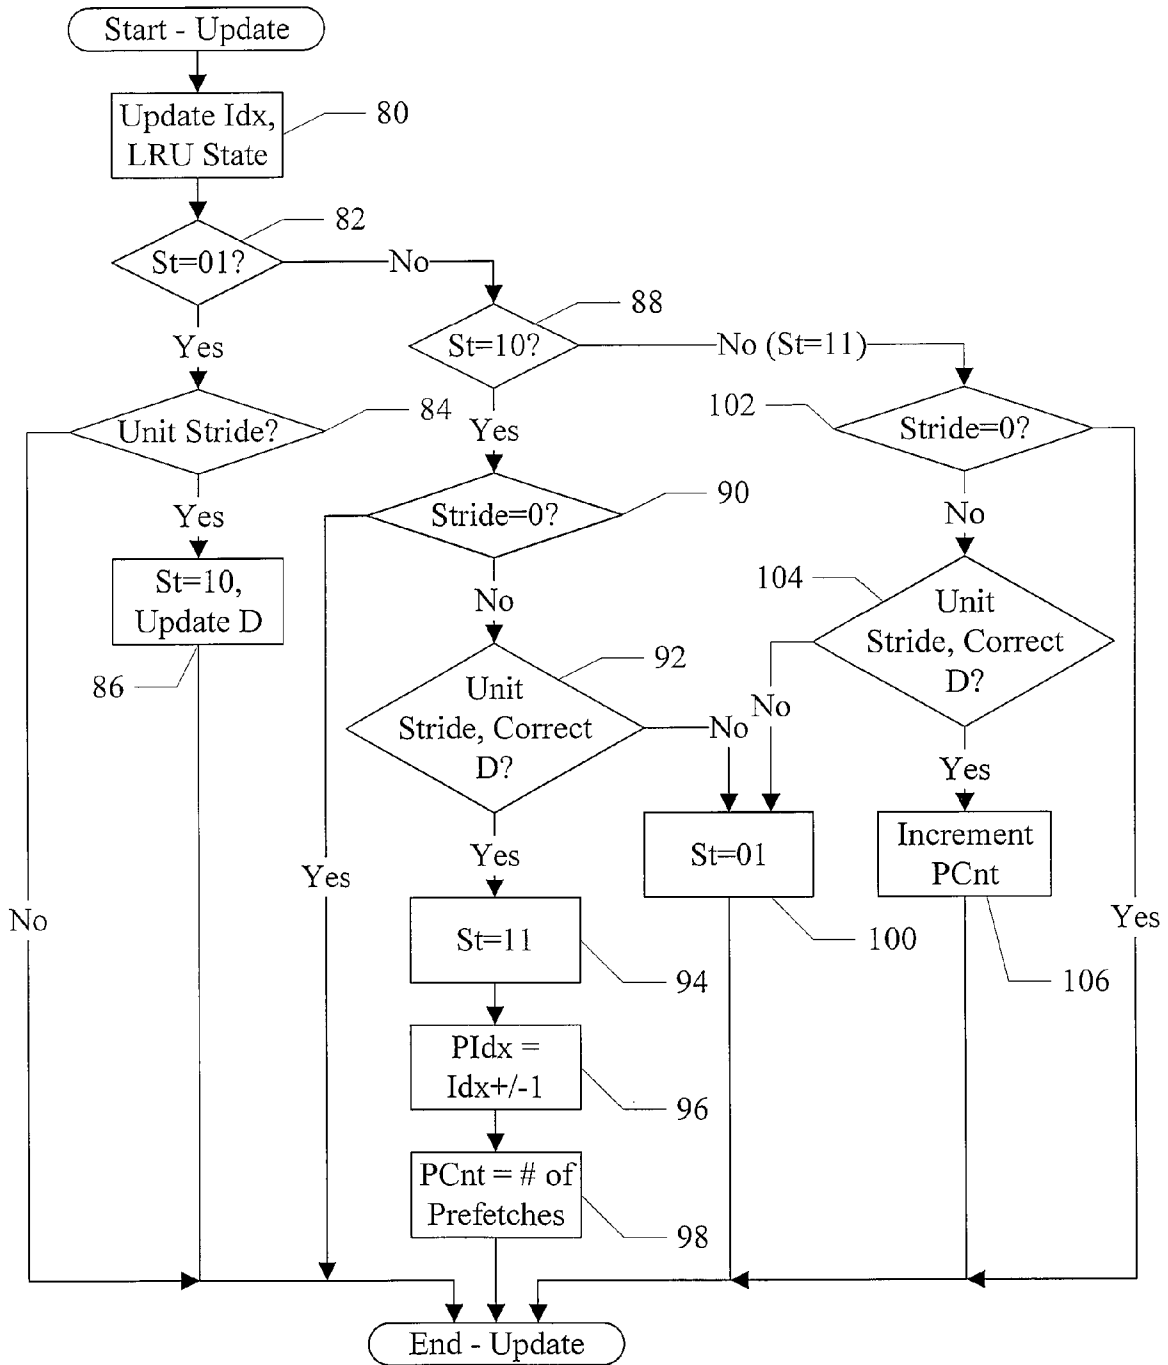 Start - Update
Update Idx,
LRU State
80
St=01?
82
No
Yes
St=10?
88
No (St=11)
Unit Stride?
84
Yes
102
Stride=0?
Yes
Stride=0?
90
No
St=10,
Update D
86
No
104
Unit
Stride, Correct
D?
Unit
Stride, Correct
D?
92
No
No
Yes
Yes
St=01
100
Increment
PCnt
106
Yes
No
Yes
St=11
94
PIdx =
Idx+/-1
96
PCnt = # of
Prefetches
98
End - Update